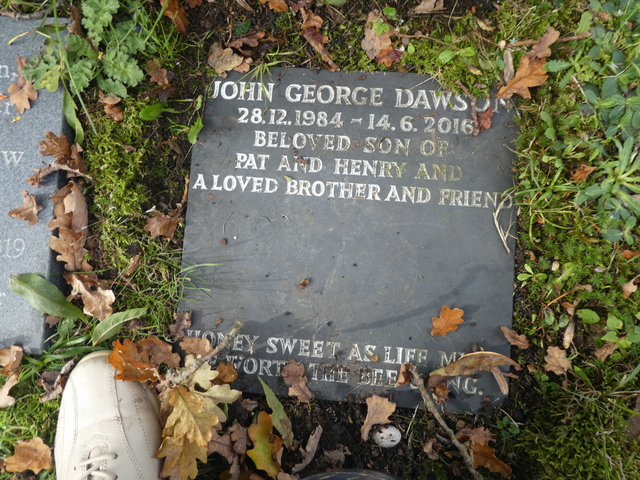 JOHN GEORGE DAWSON
28.12.1984 – 14.6.2016
BELOVED SON OF
PAT AND HENRY AND
A LOVED BROTHER AND FRIEND
HONEY SWEET AS LIFE
WORTH THE BEE